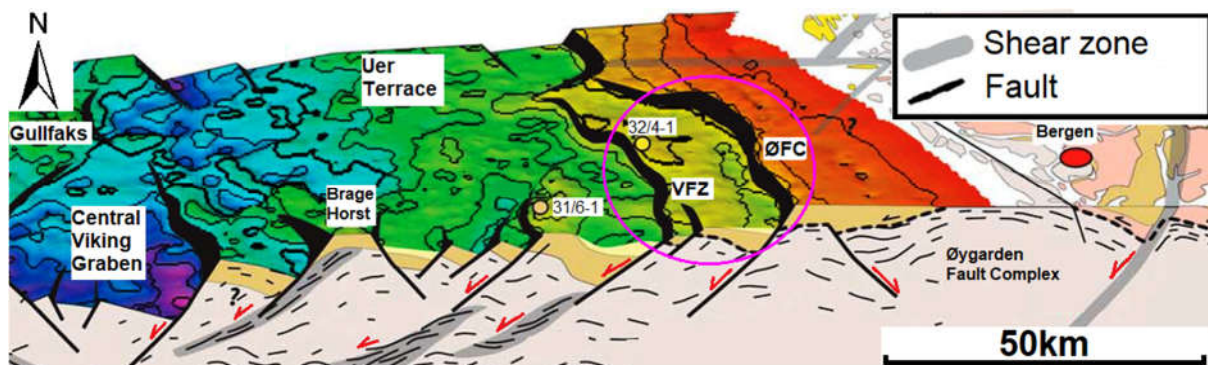 N
Gullfaks
Uer
Terrace
Central
Viking
Graben
Brage
Horst
31/6-1
32/4-1
VFZ
ØFC
?
?
Shear zone
Fault
Bergen
Øygarden
Fault Complex
50km